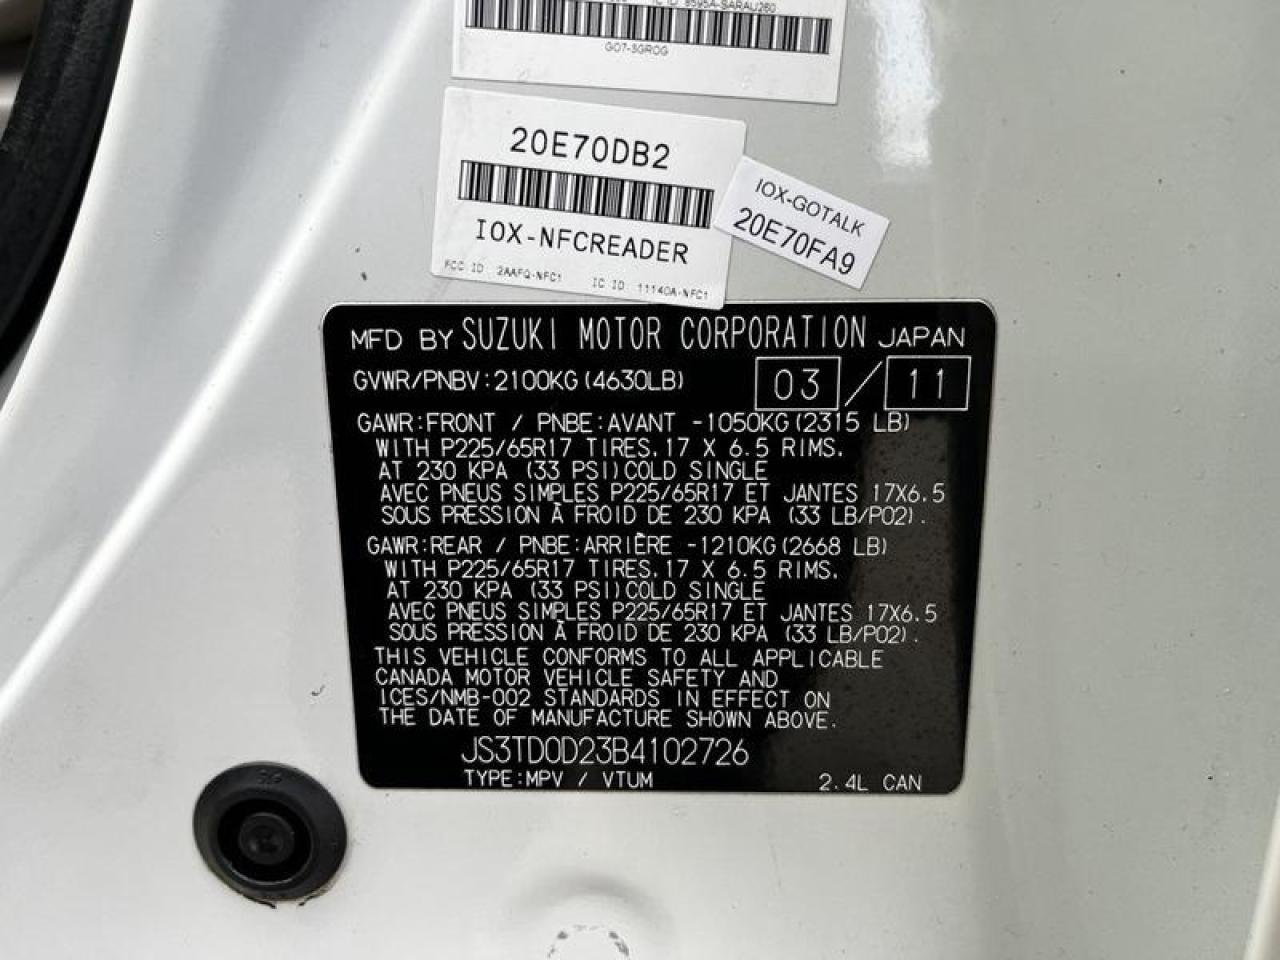 IC ID 8595A-SARAU260
GO7-3GROG
20E70DB2
IOX-NFCREADER
FCC ID 2AAFQ-NFC1 IC ID 11140A-NFC1
IOX-GOTALK
20E70FA9
MFD BY SUZUKI MOTOR CORPORATION JAPAN
GVWR/PNBV:2100KG(4630LB) 03/11
GAWR:FRONT / PNBE:AVANT -1050KG(2315 LB)
WITH P225/65R17 TIRES.17 X 6.5 RIMS.
AT 230 KPA (33 PSI)COLD SINGLE
AVEC PNEUS SIMPLES P225/65R17 ET JANTES 17X6.5
SOUS PRESSION À FROID DE 230 KPA (33 LB/PO2).
GAWR:REAR / PNBE:ARRIÈRE -1210KG(2668 LB)
WITH P225/65R17 TIRES.17 X 6.5 RIMS.
AT 230 KPA (33 PSI)COLD SINGLE
AVEC PNEUS SIMPLES P225/65R17 ET JANTES 17X6.5
SOUS PRESSION À FROID DE 230 KPA (33 LB/PO2).
THIS VEHICLE CONFORMS TO ALL APPLICABLE
CANADA MOTOR VEHICLE SAFETY AND
ICES/NMB-002 STANDARDS IN EFFECT ON
THE DATE OF MANUFACTURE SHOWN ABOVE.
JS3TD0D23B4102726
TYPE:MPV / VTUM 2.4L CAN